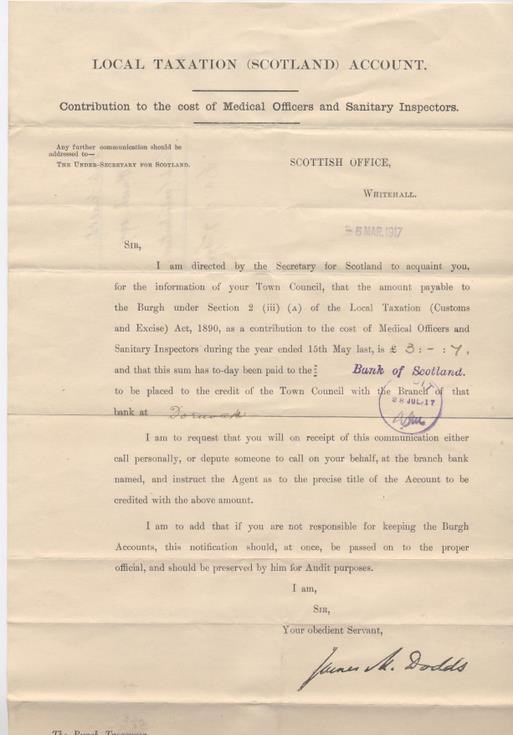 LOCAL TAXATION (SCOTLAND) ACCOUNT.
Contribution to the cost of Medical Officers and Sanitary Inspectors.
Any further communication should be
addressed to—
THE UNDER-SECRETARY FOR SCOTLAND.
SCOTTISH OFFICE,
WHITEHALL.
-6 MAR. 1917
SIR,
I am directed by the Secretary for Scotland to acquaint you,
for the information of your Town Council, that the amount payable to
the Burgh under Section 2 (iii) (A) of the Local Taxation (Customs
and Excise) Act, 1890, as a contribution to the cost of Medical Officers and
Sanitary Inspectors during the year ended 15th May last, is £ 3 : - : 7,
and that this sum has to-day been paid to the Bank of Scotland.
to be placed to the credit of the Town Council with the Branch of that
bank at Dornoch
28 JUL. 17
I am to request that you will on receipt of this communication either
call personally, or depute someone to call on your behalf, at the branch bank
named, and instruct the Agent as to the precise title of the Account to be
credited with the above amount.
I am to add that if you are not responsible for keeping the Burgh
Accounts, this notification should, at once, be passed on to the proper
official, and should be preserved by him for Audit purposes.
I am,
SIR,
Your obedient Servant,
James M. Dodds
The Burgh Treasurer